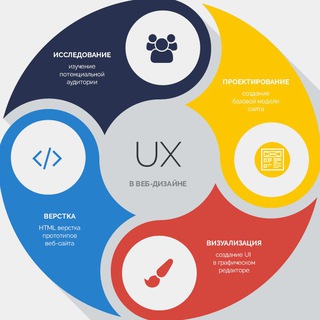 ИССЛЕДОВАНИЕ
изучение
потенциальной
аудитории
ПРОЕКТИРОВАНИЕ
создание
базовой модели
сайта
UX
В ВЕБ-ДИЗАЙНЕ
ВЕРСТКА
HTML верстка
прототипов
веб-сайта
ВИЗУАЛИЗАЦИЯ
создание UI
в графическом
редакторе